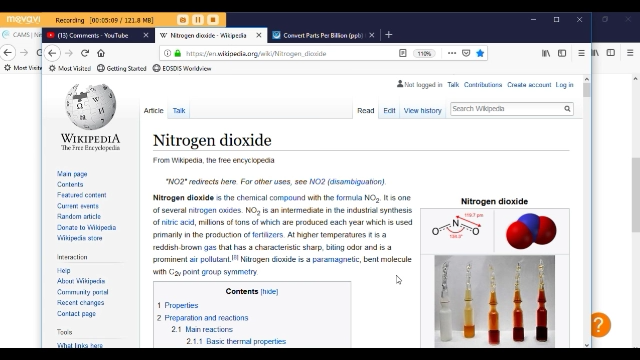 movavi
Recording 00:05:09 / 121.8 MB
CAMS | Ni
(1) Comments - YouTube
Nitrogen dioxide - Wikipedia
Convert Parts Per Billion (ppb)
https://en.wikipedia.org/wiki/Nitrogen_dioxide
110%
Most Visite
Most Visited
Getting Started
EOSDIS Worldview
Not logged in Talk Contributions Create account Log in
Article Talk
Read Edit View history
Search Wikipedia
WIKIPEDIA
The Free Encyclopedia
Main page
Contents
Featured content
Current events
Random article
Donate to Wikipedia
Wikipedia store
Interaction
Help
About Wikipedia
Community portal
Recent changes
Contact page
Tools
What links here
Nitrogen dioxide
From Wikipedia, the free encyclopedia
"NO2" redirects here. For other uses, see NO2 (disambiguation).
Nitrogen dioxide is the chemical compound with the formula NO2. It is one
of several nitrogen oxides. NO2 is an intermediate in the industrial synthesis
of nitric acid, millions of tons of which are produced each year which is used
primarily in the production of fertilizers. At higher temperatures it is a
reddish-brown gas that has a characteristic sharp, biting odor and is a
prominent air pollutant.[8] Nitrogen dioxide is a paramagnetic, bent molecule
with C2v point group symmetry.
Contents [hide]
1 Properties
2 Preparation and reactions
2.1 Main reactions
2.1.1 Basic thermal properties
Nitrogen dioxide
N
O O
?